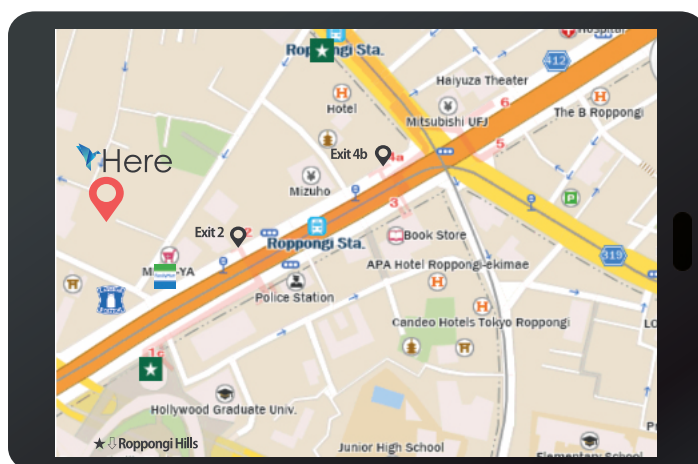 Hospital
Roppongi Sta.
412
Haiyuza Theater
Hotel
6
The B Roppongi
Mitsubishi UFJ
5
Exit 4b
4a
Here
Mizuho
3
Exit 2
2
Roppongi Sta.
Book Store
319
APA Hotel Roppongi-ekimae
FamilyMart
Police Station
Candeo Hotels Tokyo Roppongi
1c
Hollywood Graduate Univ.
Roppongi Hills
Junior High School
Elementary School